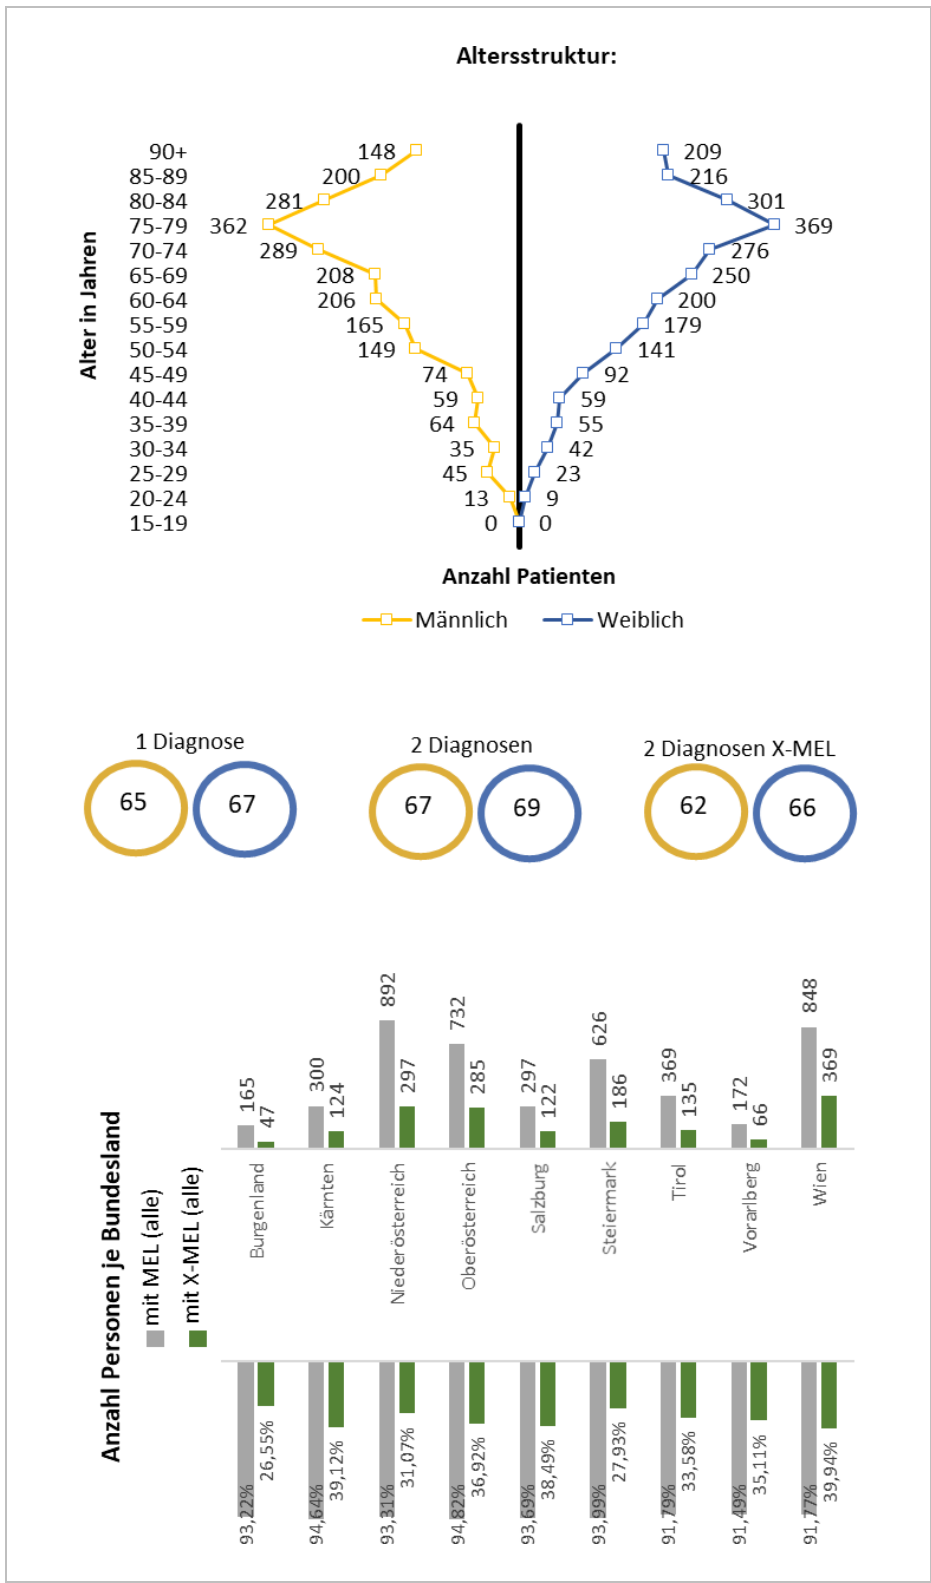 Altersstruktur:
Alter in Jahren
90+ 148 209
85-89 200 216
80-84 281 301
75-79 362 369
70-74 289 276
65-69 208 250
60-64 206 200
55-59 165 179
50-54 149 141
45-49 74 92
40-44 59 59
35-39 64 55
30-34 35 42
25-29 45 23
20-24 13 9
15-19 0 0
Anzahl Patienten
Männlich Weiblich
1 Diagnose 2 Diagnosen 2 Diagnosen X-MEL
65 67 67 69 62 66
Anzahl Personen je Bundesland
mit MEL (alle)
mit X-MEL (alle)
165 47 300 124 892 297 732 285 297 122 626 186 369 135 172 66 848 369
Burgenland Kärnten Niederösterreich Oberösterreich Salzburg Steiermark Tirol Vorarlberg Wien
93,22% 26,55% 94,64% 39,12% 93,31% 31,07% 94,82% 36,92% 93,69% 38,49% 93,99% 27,93% 91,79% 33,58% 91,49% 35,11% 91,77% 39,94%